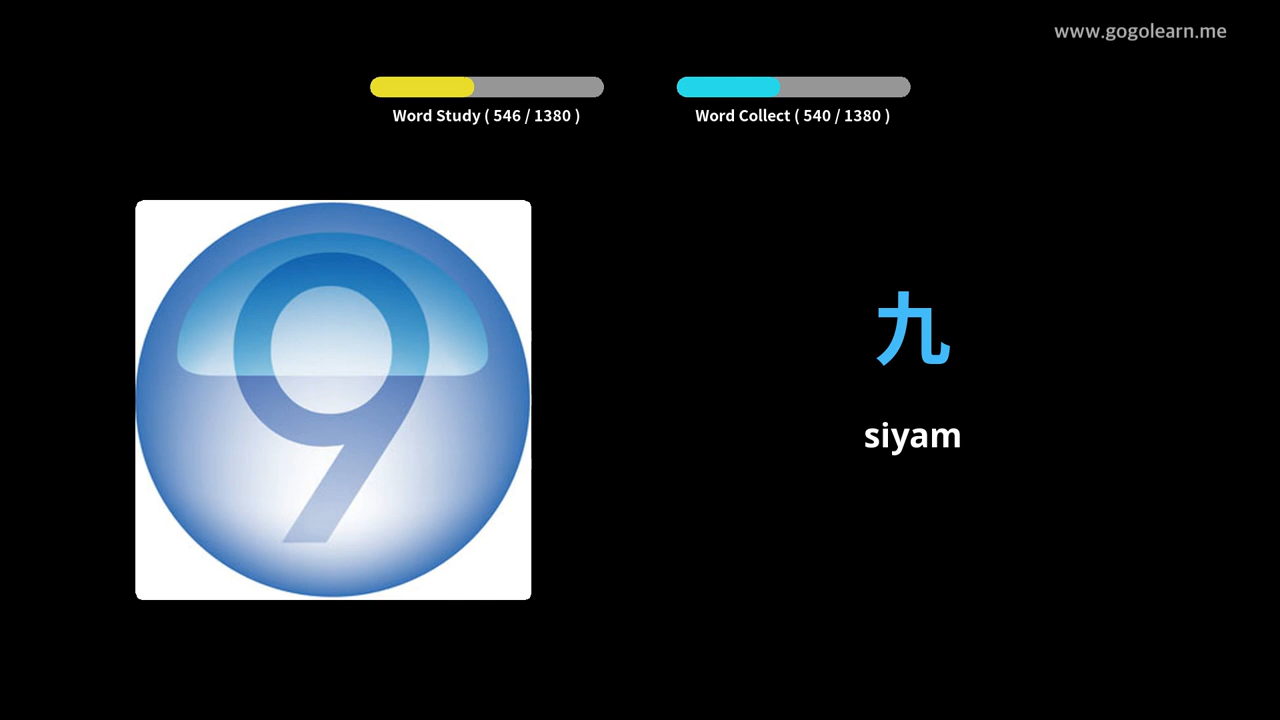 www.gogolearn.me
Word Study ( 546 / 1380 )
Word Collect ( 540 / 1380 )
9
九
siyam